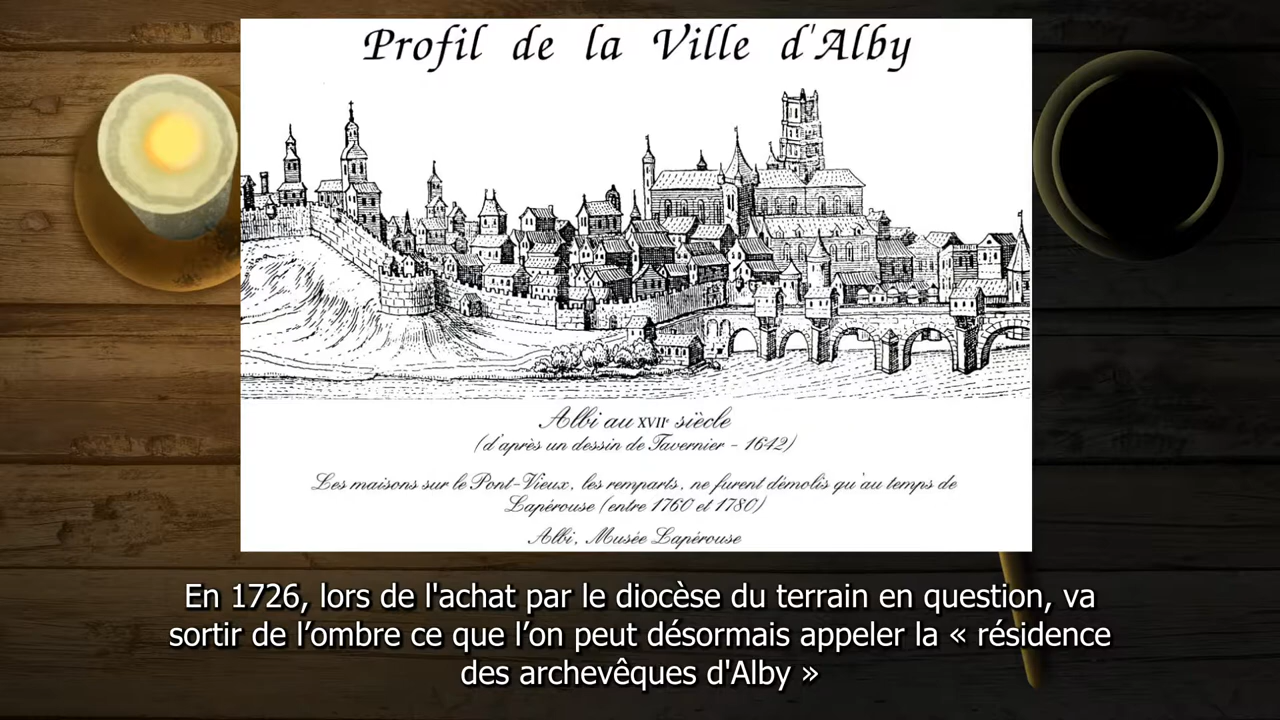 Profil de la Ville d'Alby
Albi au XVIIe siècle
(d'après un dessin de Tavernier - 1642)
Les maisons sur le Pont-Vieux, les remparts, ne furent démolis qu'au temps de
Lapérouse (entre 1760 et 1780)
Albi, Musée Lapérouse
En 1726, lors de l'achat par le diocèse du terrain en question, va
sortir de l’ombre ce que l’on peut désormais appeler la « résidence
des archevêques d'Alby »